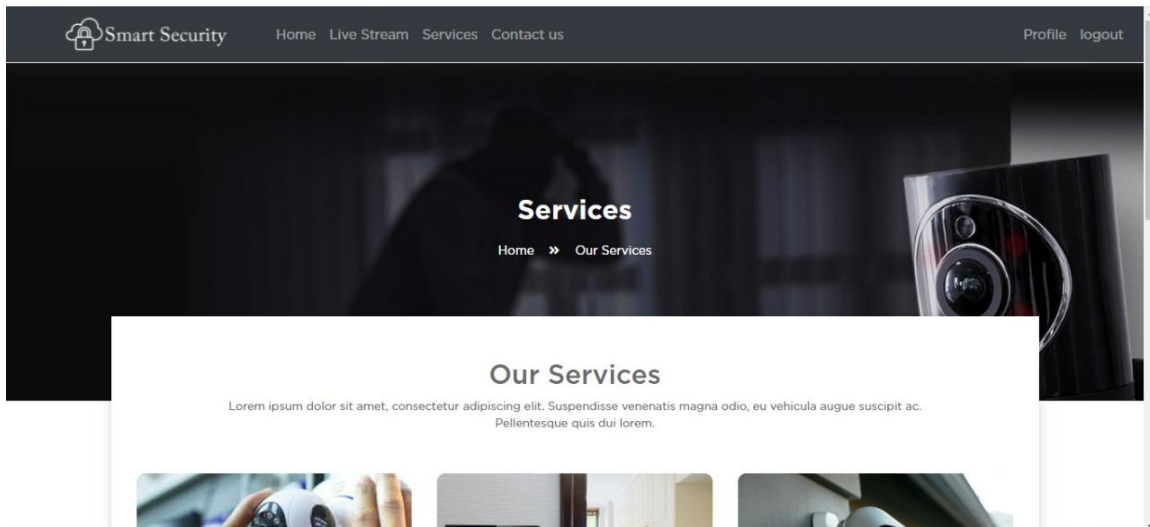 Smart Security Home Live Stream Services Contact us Profile logout
Services
Home » Our Services
Our Services
Lorem ipsum dolor sit amet, consectetur adipiscing elit. Suspendisse venenatis magna odio, eu vehicula augue suscipit ac.
Pellentesque quis dui lorem.